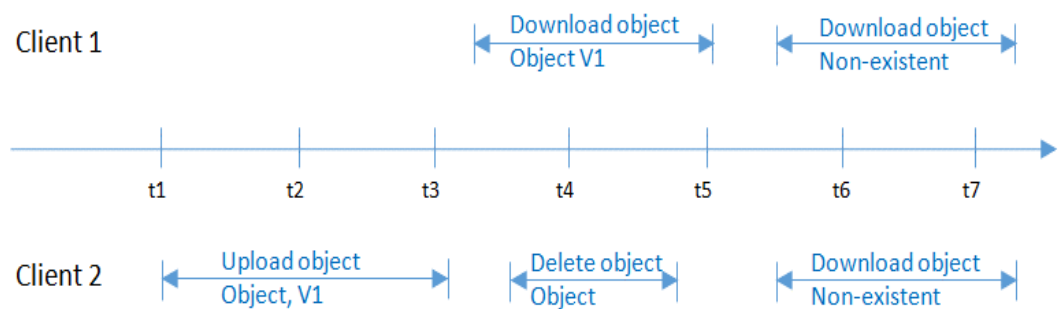 Client 1
Download object
Object V1
Download object
Non-existent
t1 t2 t3 t4 t5 t6 t7
Client 2
Upload object
Object, V1
Delete object
Object
Download object
Non-existent